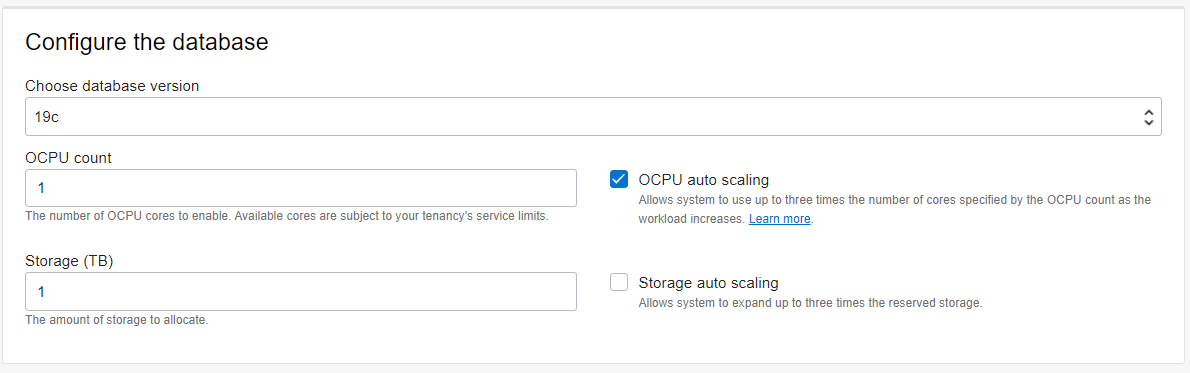 Configure the database
Choose database version
19c
OCPU count
1
The number of OCPU cores to enable. Available cores are subject to your tenancy's service limits.
OCPU auto scaling
Allows system to use up to three times the number of cores specified by the OCPU count as the
workload increases. Learn more.
Storage (TB)
1
The amount of storage to allocate.
Storage auto scaling
Allows system to expand up to three times the reserved storage.